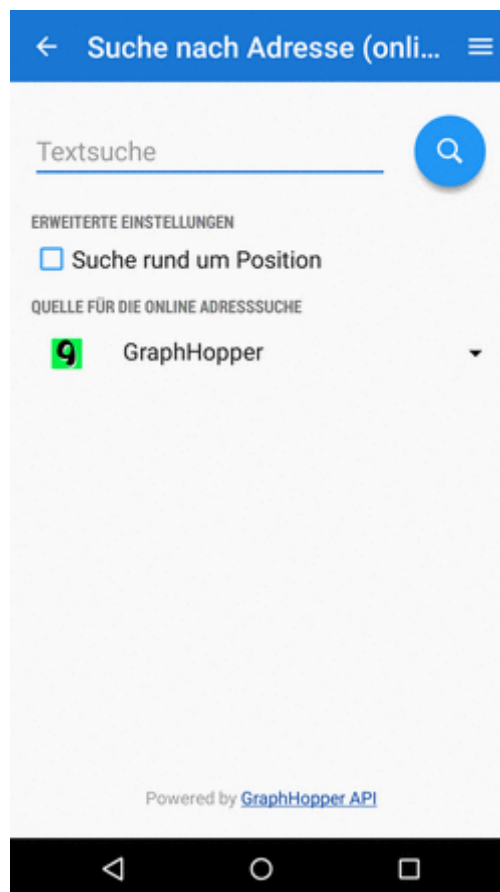 Suche nach Adresse (onli...
Textsuche
ERWEITERTE EINSTELLUNGEN
Suche rund um Position
QUELLE FÜR DIE ONLINE ADRESSSUCHE
GraphHopper
Powered by GraphHopper API